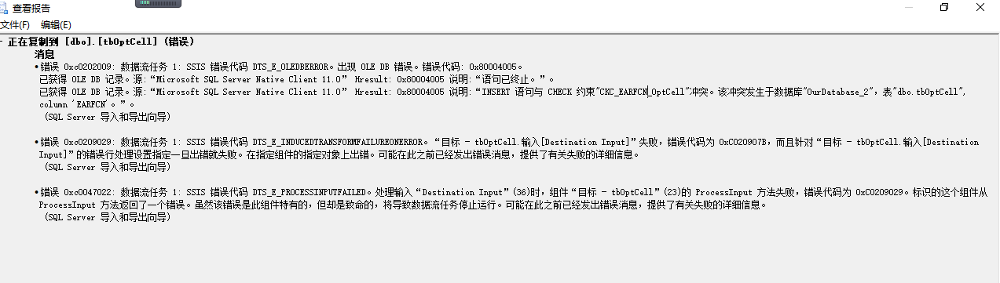 查看报告
文件(F) 编辑(E)
- 正在复制到 [dbo].[tbOptCell] (错误)
消息
•错误 0xc0202009: 数据流任务 1: SSIS 错误代码 DTS_E_OLEDBERROR。出现 OLE DB 错误。错误代码: 0x80004005。
已获得 OLE DB 记录。源:“Microsoft SQL Server Native Client 11.0” Hresult: 0x80004005 说明:“语句已终止。”。
已获得 OLE DB 记录。源:“Microsoft SQL Server Native Client 11.0” Hresult: 0x80004005 说明:“INSERT 语句与 CHECK 约束"CKC_EARFCN_OptCell"冲突。该冲突发生于数据库"OurDatabase_2"，表"dbo.tbOptCell",
column 'EARFCN'。”。
(SQL Server 导入和导出向导)
•错误 0xc0209029: 数据流任务 1: SSIS 错误代码 DTS_E_INDUCEDTRANSFORMFAILUREONERROR。“目标 - tbOptCell.输入[Destination Input]”失败，错误代码为 0xC020907B，而且针对“目标 - tbOptCell.输入[Destination
Input]”的错误行处理设置指定一旦出错就失败。在指定组件的指定对象上出错。可能在此之前已经发出错误消息，提供了有关失败的详细信息。
(SQL Server 导入和导出向导)
•错误 0xc0047022: 数据流任务 1: SSIS 错误代码 DTS_E_PROCESSINPUTFAILED。处理输入“Destination Input”(36)时，组件“目标 - tbOptCell”(23)的 ProcessInput 方法失败，错误代码为 0xC0209029。标识的这个组件从
ProcessInput 方法返回了一个错误。虽然该错误是此组件特有的，但却是致命的，将导致数据流任务停止运行。可能在此之前已经发出错误消息，提供了有关失败的详细信息。
(SQL Server 导入和导出向导)